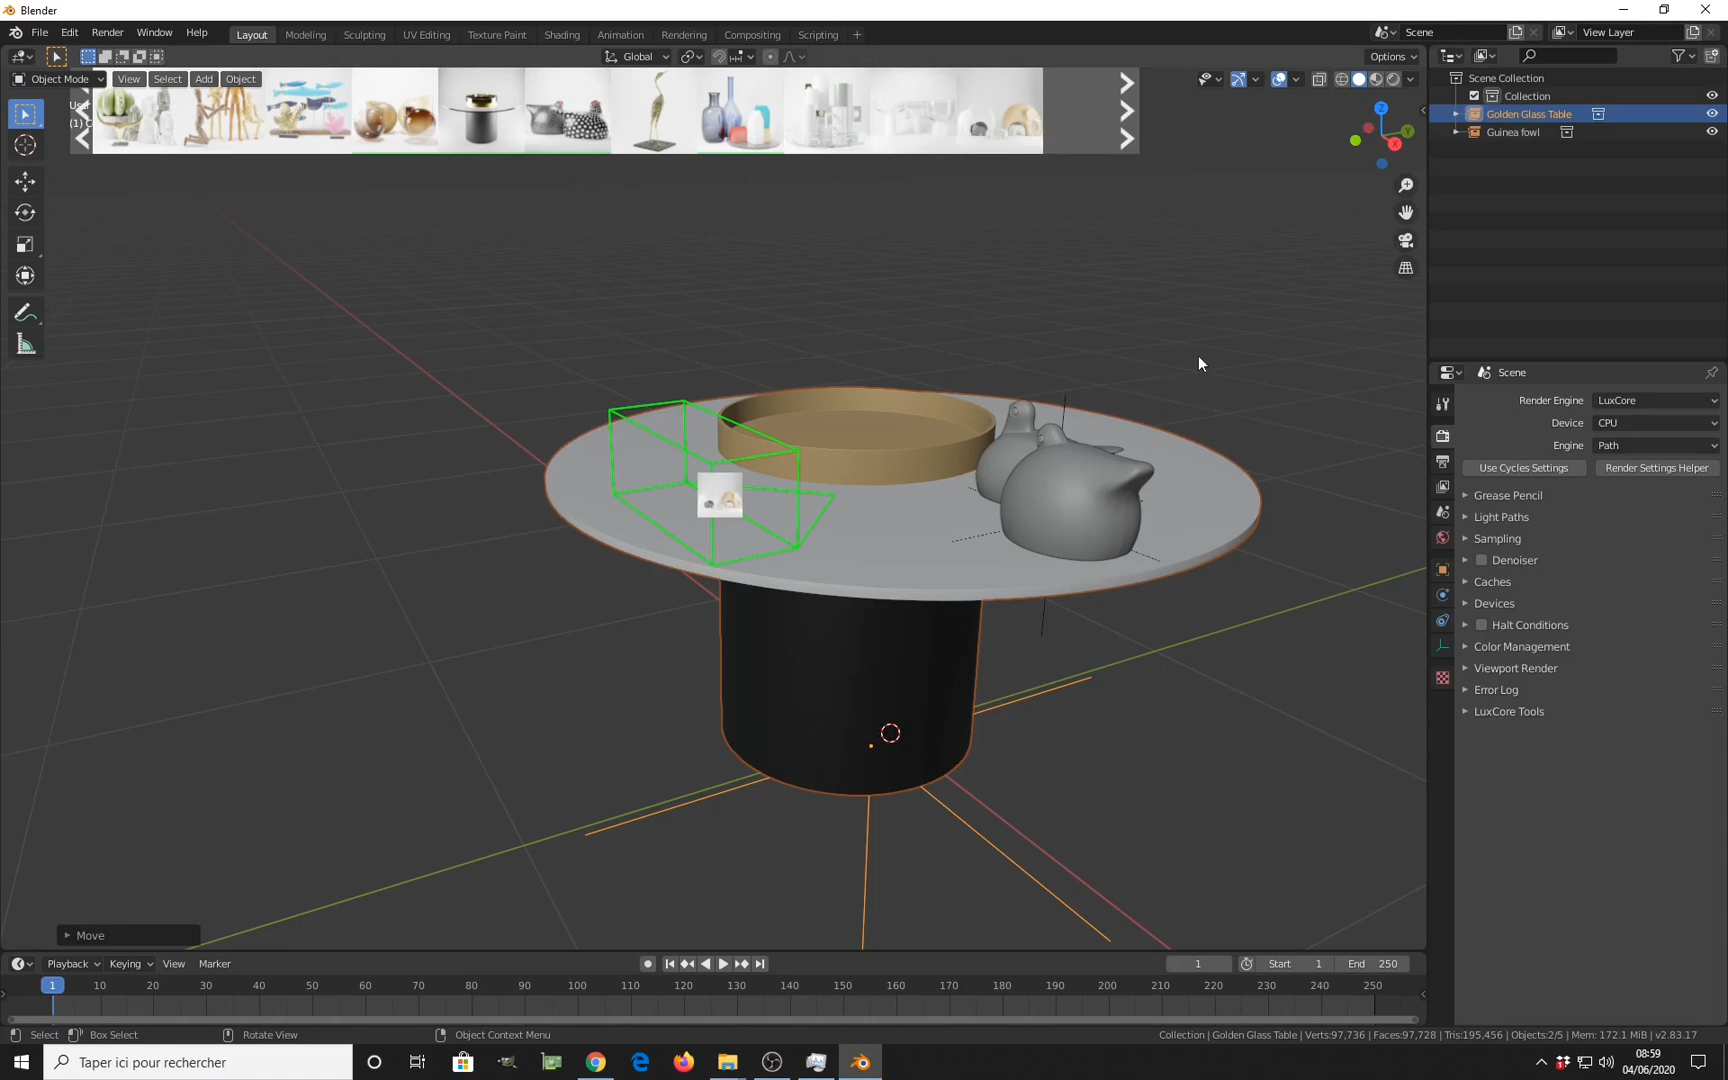 Blender
File Edit Render Window Help
Layout Modeling Sculpting UV Editing Texture Paint Shading Animation Rendering Compositing Scripting +
Scene
View Layer
Global
Options
Object Mode View Select Add Object
(1) C
Z
Y
X
Scene Collection
Collection
Golden Glass Table
Guinea fowl
Scene
Render Engine LuxCore
Device CPU
Engine Path
Use Cycles Settings Render Settings Helper
Grease Pencil
Light Paths
Sampling
Denoiser
Caches
Devices
Halt Conditions
Color Management
Viewport Render
Error Log
LuxCore Tools
Move
Playback Keying View Marker
1 Start 1 End 250
1 10 20 30 40 50 60 70 80 90 100 110 120 130 140 150 160 170 180 190 200 210 220 230 240 250
Select Box Select Rotate View Object Context Menu
Collection | Golden Glass Table | Verts:97,736 | Faces:97,728 | Tris:195,456 | Objects:2/5 | Mem: 172.1 MiB | v2.83.17
Taper ici pour rechercher
08:59
04/06/2020